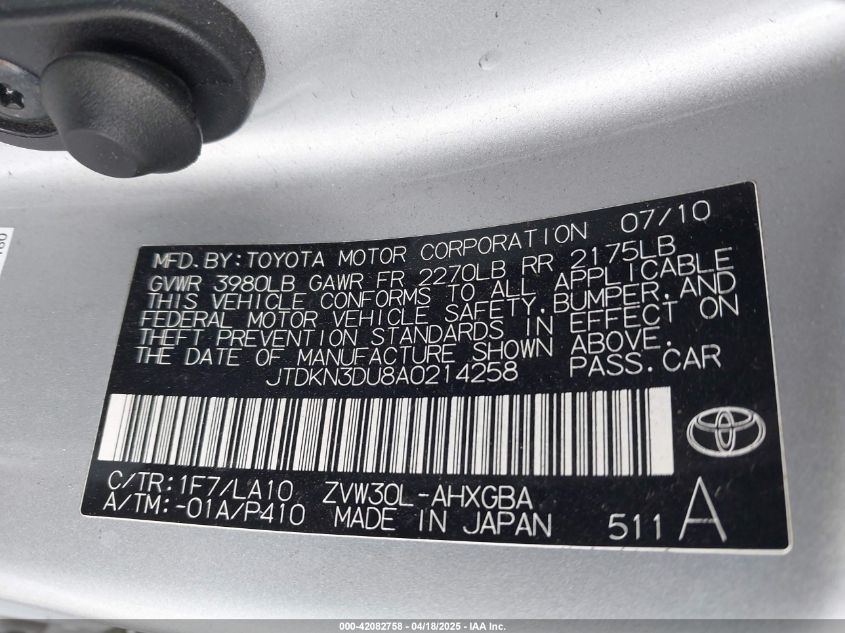 MFD. BY: TOYOTA MOTOR CORPORATION 07/10
GVWR 3980LB GAWR FR 2270LB RR 2175LB
THIS VEHICLE CONFORMS TO ALL APPLICABLE
FEDERAL MOTOR VEHICLE SAFETY, BUMPER, AND
THEFT PREVENTION STANDARDS IN EFFECT ON
THE DATE OF MANUFACTURE SHOWN ABOVE.
JTDKN3DU8A0214258 PASS. CAR
C/TR: 1F7/LA10 ZVW30L-AHXGBA
A/TM: -01A/P410 MADE IN JAPAN 511 A
000-42082758 - 04/18/2025 - IAA Inc.